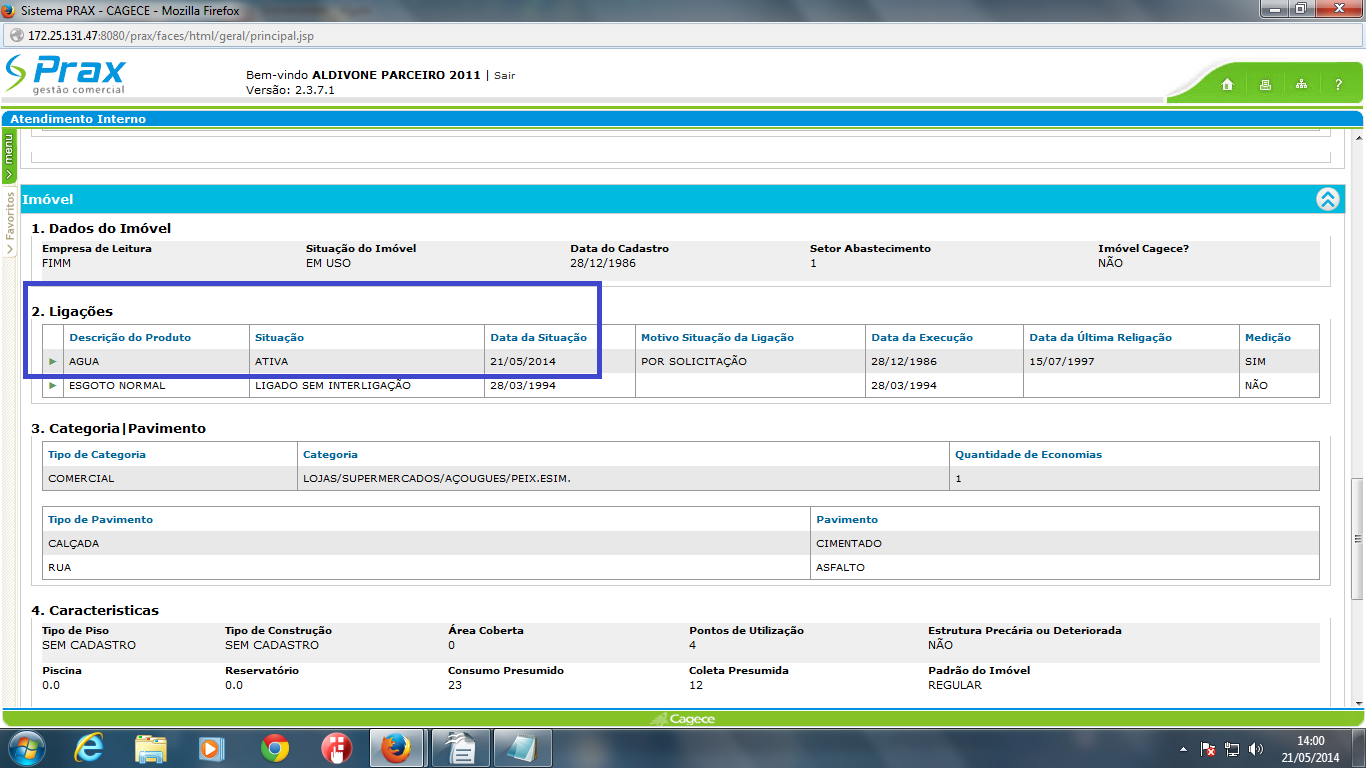 Sistema PRAX - CAGECE - Mozilla Firefox
172.25.131.47:8080/prax/faces/html/geral/principal.jsp
Prax
gestão comercial
Bem-vindo ALDIVONE PARCEIRO 2011 | Sair
Versão: 2.3.7.1
?
Atendimento Interno
menu
Favoritos
Imóvel
1. Dados do Imóvel
Empresa de Leitura Situação do Imóvel Data do Cadastro Setor Abastecimento Imóvel Cagece?
FIMM EM USO 28/12/1986 1 NÃO
2. Ligações
Descrição do Produto Situação Data da Situação Motivo Situação da Ligação Data da Execução Data da Última Religação Medição
AGUA ATIVA 21/05/2014 POR SOLICITAÇÃO 28/12/1986 15/07/1997 SIM
ESGOTO NORMAL LIGADO SEM INTERLIGAÇÃO 28/03/1994 28/03/1994 NÃO
3. Categoria|Pavimento
Tipo de Categoria Categoria Quantidade de Economias
COMERCIAL LOJAS/SUPERMERCADOS/AÇOUGUES/PEIX.ESIM. 1
Tipo de Pavimento Pavimento
CALÇADA CIMENTADO
RUA ASFALTO
4. Caracteristicas
Tipo de Piso Tipo de Construção Área Coberta Pontos de Utilização Estrutura Precária ou Deteriorada
SEM CADASTRO SEM CADASTRO 0 4 NÃO
Piscina Reservatório Consumo Presumido Coleta Presumida Padrão do Imóvel
0.0 0.0 23 12 REGULAR
Cagece
14:00
21/05/2014